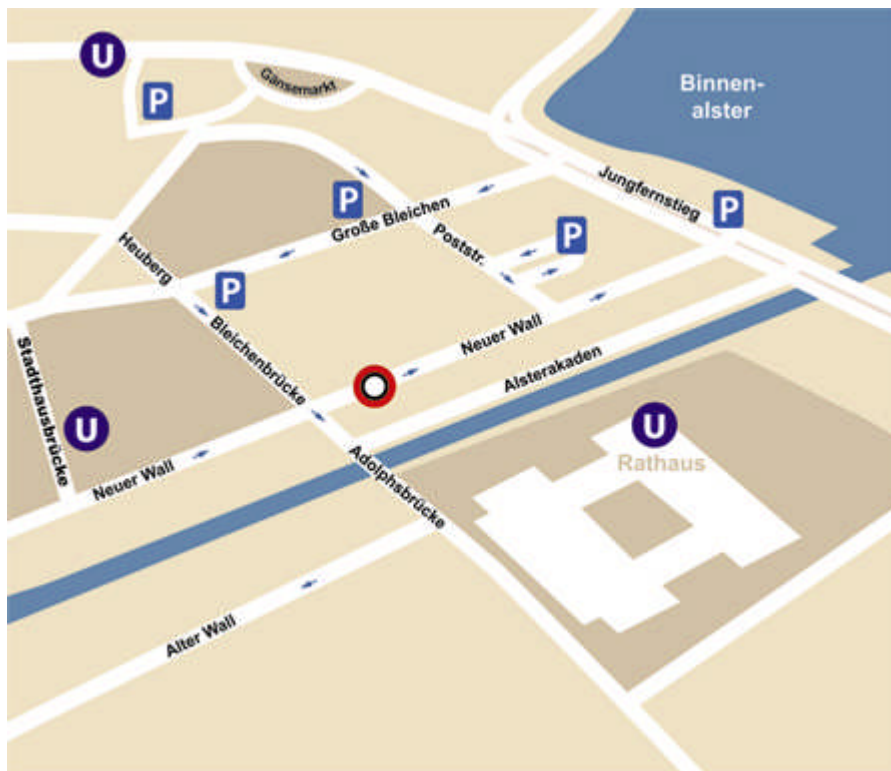 U
Gänsemarkt
P
Binnen-
alster
Jungfernstieg
P
P
Große Bleichen
Poststr.
P
Heuberg
P
Bleichenbrücke
Neuer Wall
Stadthausbrücke
Alsterakaden
U
U
Rathaus
Neuer Wall
Adolphsbrücke
Alter Wall